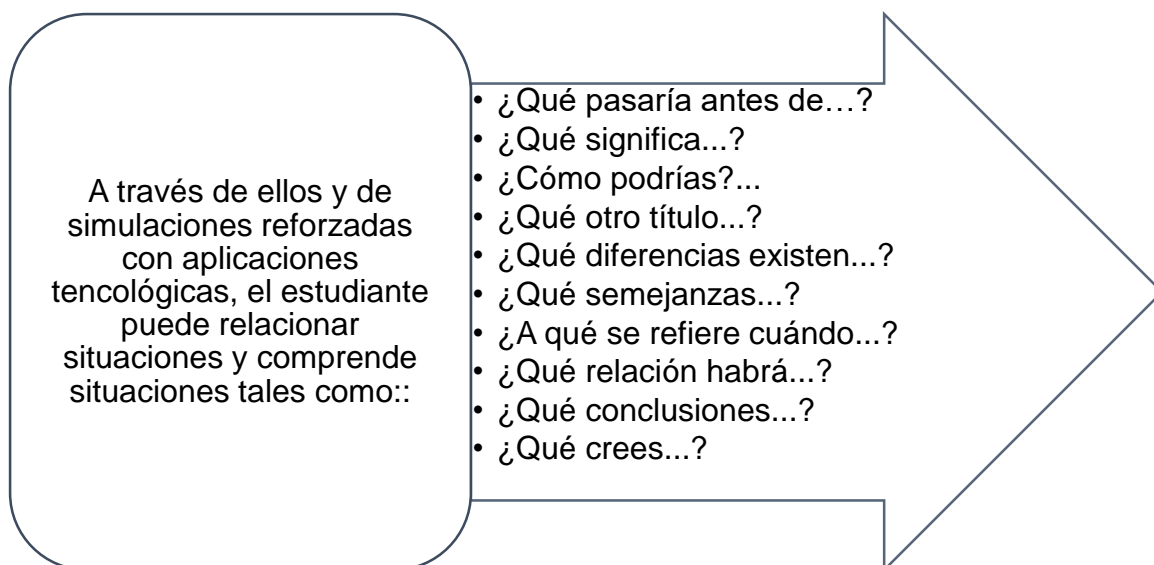 A través de ellos y de
simulaciones reforzadas
con aplicaciones
tencológicas, el estudiante
puede relacionar
situaciones y comprende
situaciones tales como::
• ¿Qué pasaría antes de…?
• ¿Qué significa...?
• ¿Cómo podrías?...
• ¿Qué otro título...?
• ¿Qué diferencias existen...?
• ¿Qué semejanzas...?
• ¿A qué se refiere cuándo...?
• ¿Qué relación habrá...?
• ¿Qué conclusiones...?
• ¿Qué crees...?